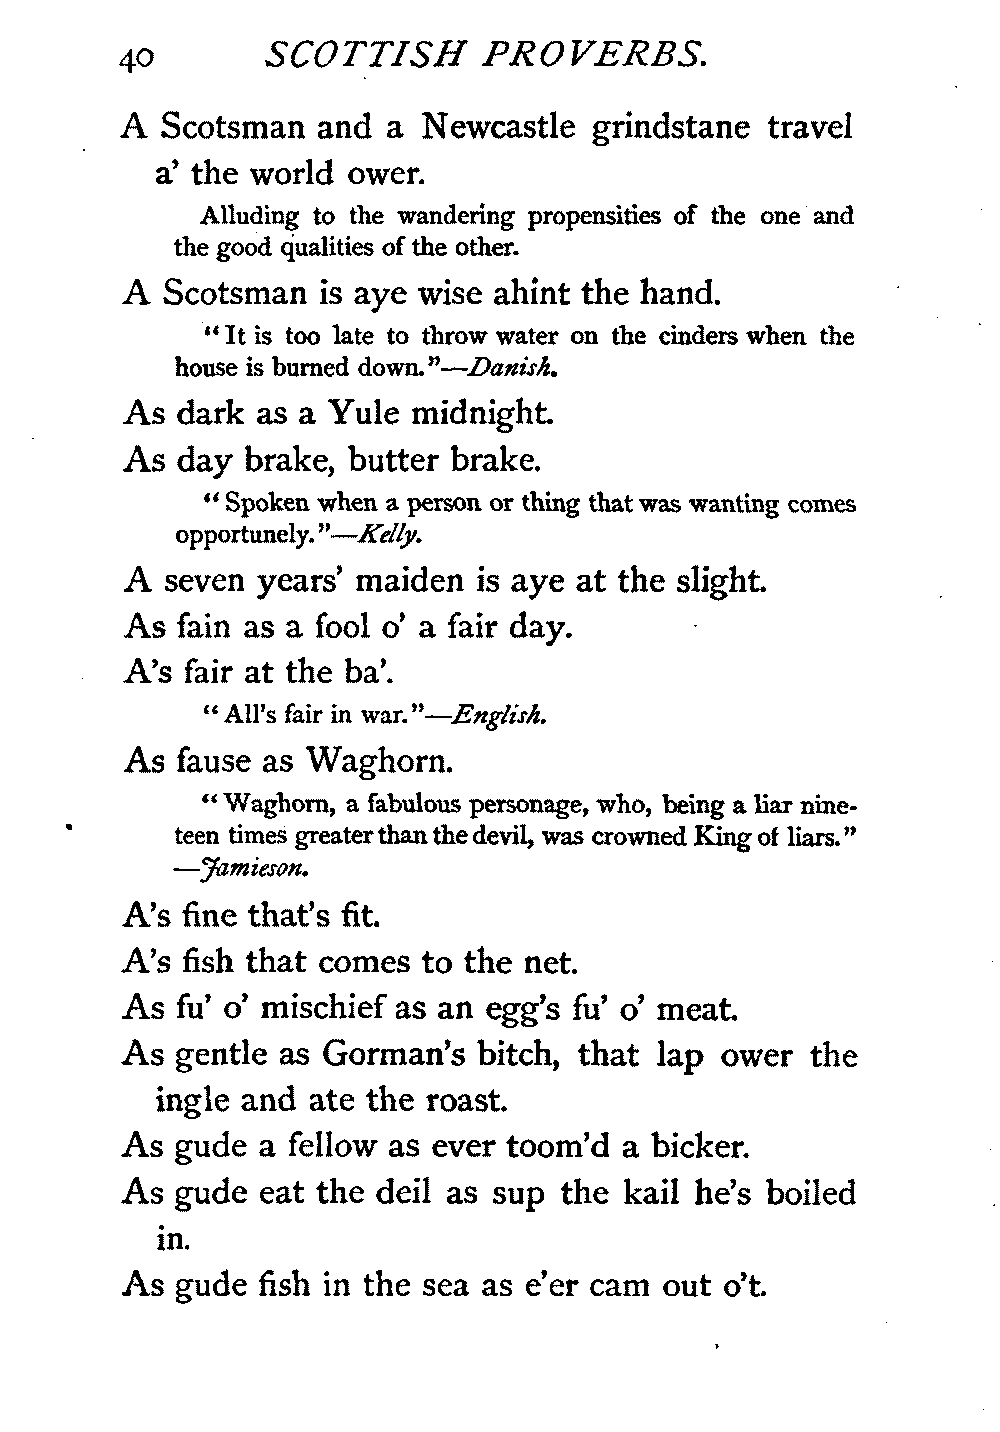 40 SCOTTISH PROVERBS.
A Scotsman and a Newcastle grindstane travel
a' the world ower.
Alluding to the wandering propensities of the one and
the good qualities of the other.
A Scotsman is aye wise ahint the hand.
"It is too late to throw water on the cinders when the
house is burned down."—Danish.
As dark as a Yule midnight.
As day brake, butter brake.
"Spoken when a person or thing that was wanting comes
opportunely."—Kelly.
A seven years' maiden is aye at the slight.
As fain as a fool o' a fair day.
A's fair at the ba'.
"All's fair in war."—English.
As fause as Waghorn.
"Waghorn, a fabulous personage, who, being a liar nine-
teen times greater than the devil, was crowned King of liars."
—Jamieson.
A's fine that's fit.
A's fish that comes to the net.
As fu' o' mischief as an egg's fu' o' meat.
As gentle as Gorman's bitch, that lap ower the
ingle and ate the roast.
As gude a fellow as ever toom'd a bicker.
As gude eat the deil as sup the kail he's boiled
in.
As gude fish in the sea as e'er cam out o't.